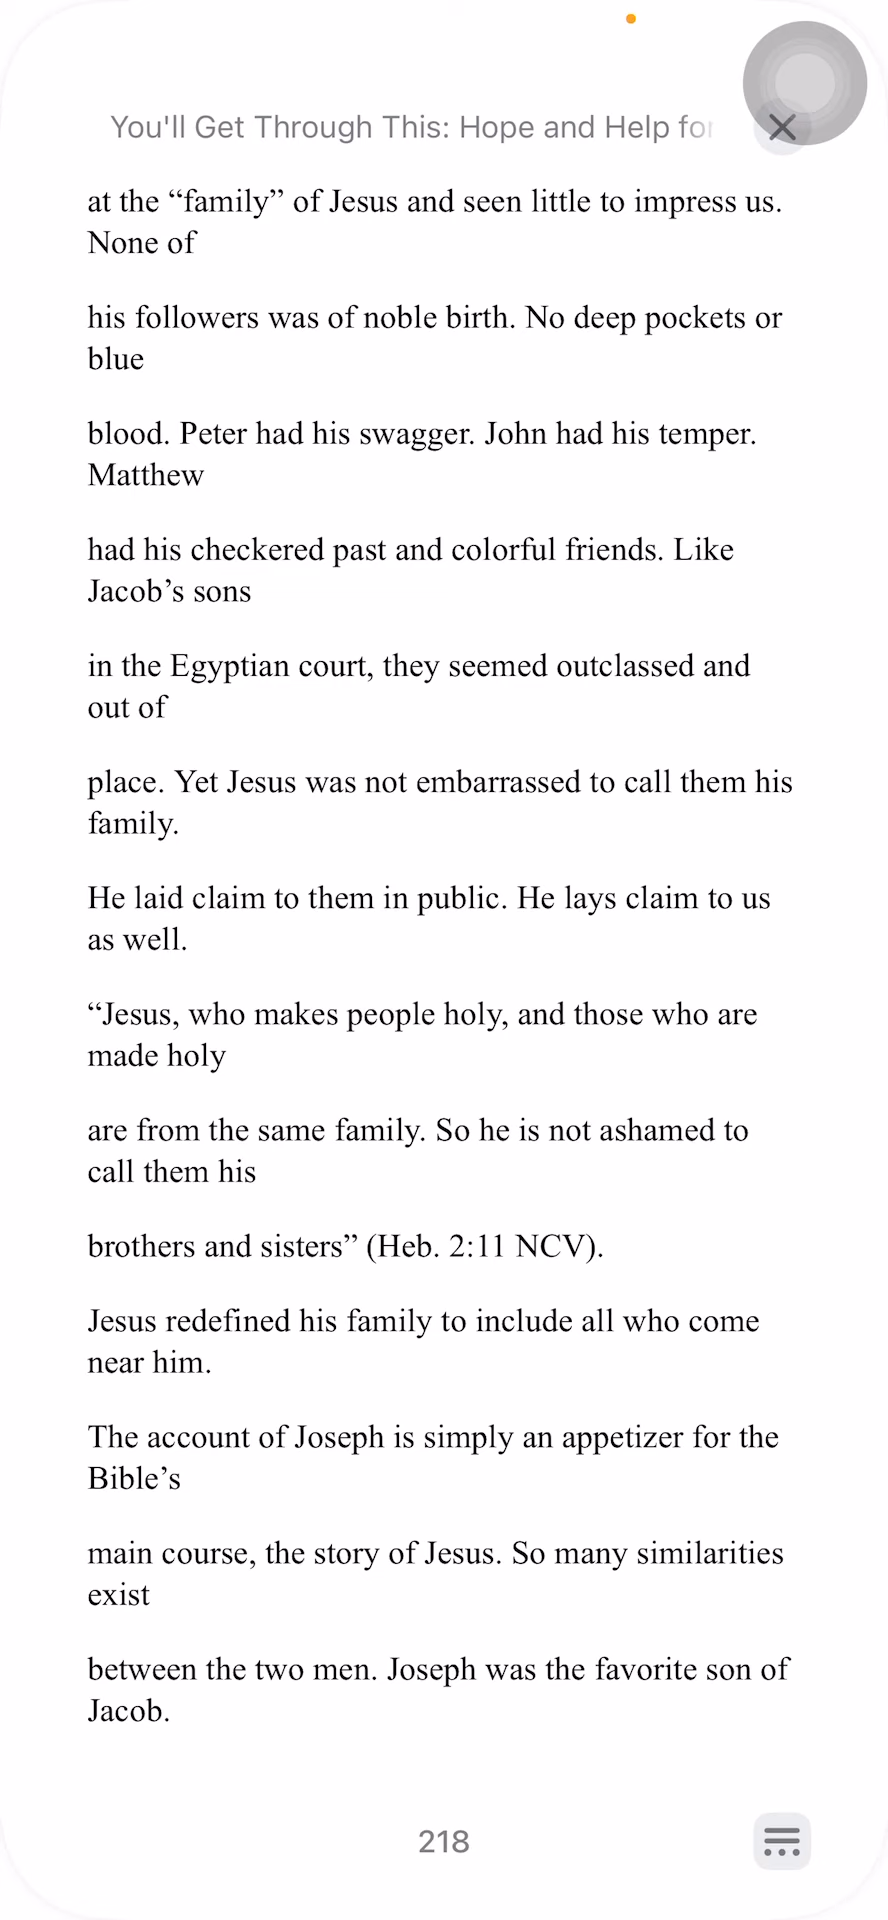 You'll Get Through This: Hope and Help for
at the “family” of Jesus and seen little to impress us.
None of
his followers was of noble birth. No deep pockets or
blue
blood. Peter had his swagger. John had his temper.
Matthew
had his checkered past and colorful friends. Like
Jacob’s sons
in the Egyptian court, they seemed outclassed and
out of
place. Yet Jesus was not embarrassed to call them his
family.
He laid claim to them in public. He lays claim to us
as well.
“Jesus, who makes people holy, and those who are
made holy
are from the same family. So he is not ashamed to
call them his
brothers and sisters” (Heb. 2:11 NCV).
Jesus redefined his family to include all who come
near him.
The account of Joseph is simply an appetizer for the
Bible’s
main course, the story of Jesus. So many similarities
exist
between the two men. Joseph was the favorite son of
Jacob.
218